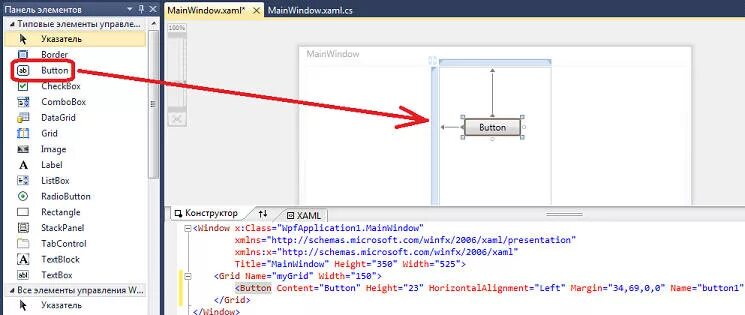 Панель элементов
Типовые элементы управле...
Указатель
Border
Button
CheckBox
ComboBox
DataGrid
Grid
Image
Label
ListBox
RadioButton
Rectangle
StackPanel
TabControl
TextBlock
TextBox
Все элементы управления W...
Указатель
MainWindow.xaml*
MainWindow.xaml.cs
100%
MainWindow
Button
Конструктор
XAML
<Window x:Class="WpfApplication1.MainWindow"
xmlns="http://schemas.microsoft.com/winfx/2006/xaml/presentation"
xmlns:x="http://schemas.microsoft.com/winfx/2006/xaml"
Title="MainWindow" Height="350" Width="525">
<Grid Name="myGrid" Width="150">
<Button Content="Button" Height="23" HorizontalAlignment="Left" Margin="34,69,0,0" Name="button1"
</Grid>
</Window>